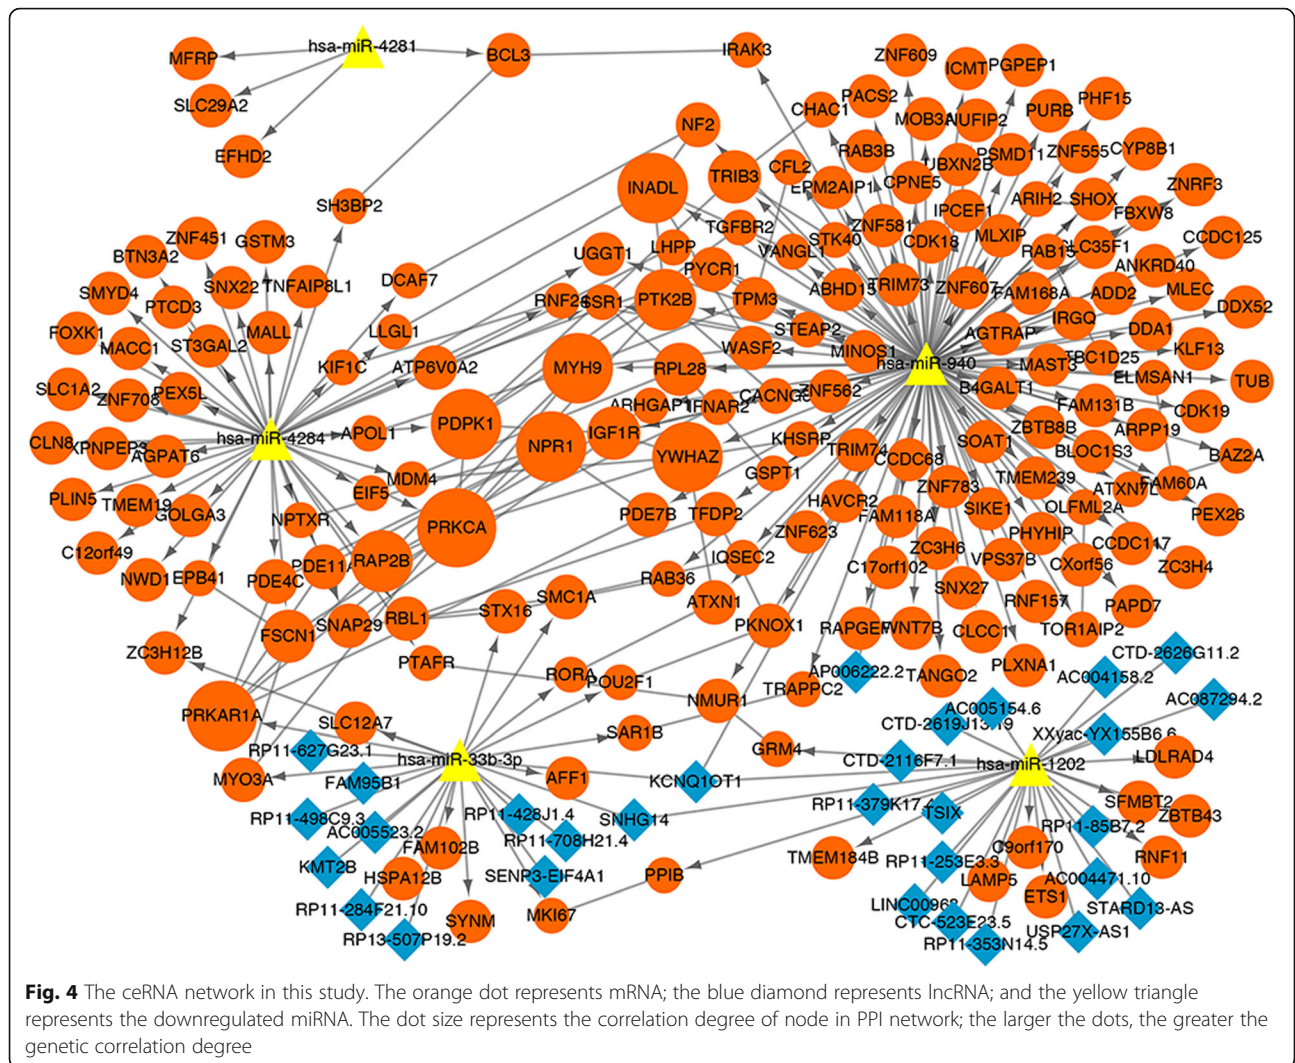 hsa-miR-4281
MFRP
BCL3
IRAK3
SLC29A2
EFHD2
ZNF609
ICMT
PGPEP1
PACS2
CHAC1
MOB3A
NUFIP2
PURB
PHF15
NF2
RAB3B
UBXN2B
PSMD11
ZNF555
CYP8B1
INADL
TRIB3
CFL2
EPM2AIP1
CPNE5
ARIH2
SHOX
ZNRF3
SH3BP2
TGFBR2
STK40
ZNF581
IPCEF1
MLXIP
FBXW8
CCDC125
ZNF451
GSTM3
BTN3A2
UGGT1
LHPP
VANGL1
CDK18
RAB15
SLC35F1
ANKRD40
SMYD4
PTCD3
SNX22
TNFAIP8L1
DCAF7
PYCR1
ABHD15
TRIM73
ZNF607
FAM168A
ADD2
MLEC
DDX52
SSR1
PTK2B
TPM3
FOXK1
MACC1
ST3GAL2
MALL
LLGL1
STEAP2
AGTRAP
IRGQ
DDA1
KLF13
KIF1C
ATP6V0A2
MYH9
RPL28
WASF2
MINOS1
hsa-miR-940
MAST3
TBC1D25
ELMSAN1
TUB
SLC1A2
ZNF708
PEX5L
ARHGAP1
IFNAR2
ZNF562
B4GALT1
FAM131B
CDK19
CLN8
XPNPEP3
AGPAT6
hsa-miR-4284
APOL1
PDPK1
NPR1
IGF1R
YWHAZ
KHSRP
TRIM74
CCDC68
SOAT1
ZBTB8B
BLOC1S3
ARPP19
BAZ2A
PLIN5
TMEM19
GOLGA3
EIF5
MDM4
GSPT1
ZNF783
TMEM239
FAM60A
NPTXR
PRKCA
PDE7B
TFDP2
HAVCR2
FAM118A
SIKE1
OLFML2A
PEX26
C12orf49
NWD1
EPB41
PDE4C
RAP2B
ZNF623
IQSEC2
C17orf102
ZC3H6
VPS37B
PHYHIP
CXorf56
ZC3H4
RAB36
ZC3H12B
FSCN1
SNAP29
RBL1
STX16
SMC1A
ATXN1
PKNOX1
WNT7B
SNX27
CLCC1
RNF157
TOR1AIP2
PAPD7
PTAFR
RORA
POU2F1
NMUR1
TRAPPC2
AP006222.2
TANGO2
PLXNA1
AC004158.2
CTD-2626G11.2
PRKAR1A
SLC12A7
SAR1B
GRM4
AC005154.6
AC087294.2
RP11-627G23.1
hsa-miR-33b-3p
CTD-2116F7.1
XXyac-YX155B6.6
hsa-miR-1202
LDLRAD4
MYO3A
FAM95B1
AFF1
KCNQ1OT1
SFMBT2
ZBTB43
RP11-498C9.3
AC005523.2
RP11-428J1.4
SNHG14
TSIX
RP11-85B7.2
KMT2B
FAM102B
RP11-708H21.4
TMEM184B
C9orf170
RNF11
HSPA12B
SENP3-EIF4A1
PPIB
RP11-253E3.3
LAMP5
AC004471.10
RP11-284F21.10
SYNM
MKI67
ETS1
STARD13-AS
RP13-507P19.2
CTC-523E23.5
USP27X-AS1
RP11-353N14.5
Fig. 4 The ceRNA network in this study. The orange dot represents mRNA; the blue diamond represents lncRNA; and the yellow triangle
represents the downregulated miRNA. The dot size represents the correlation degree of node in PPI network; the larger the dots, the greater the
genetic correlation degree